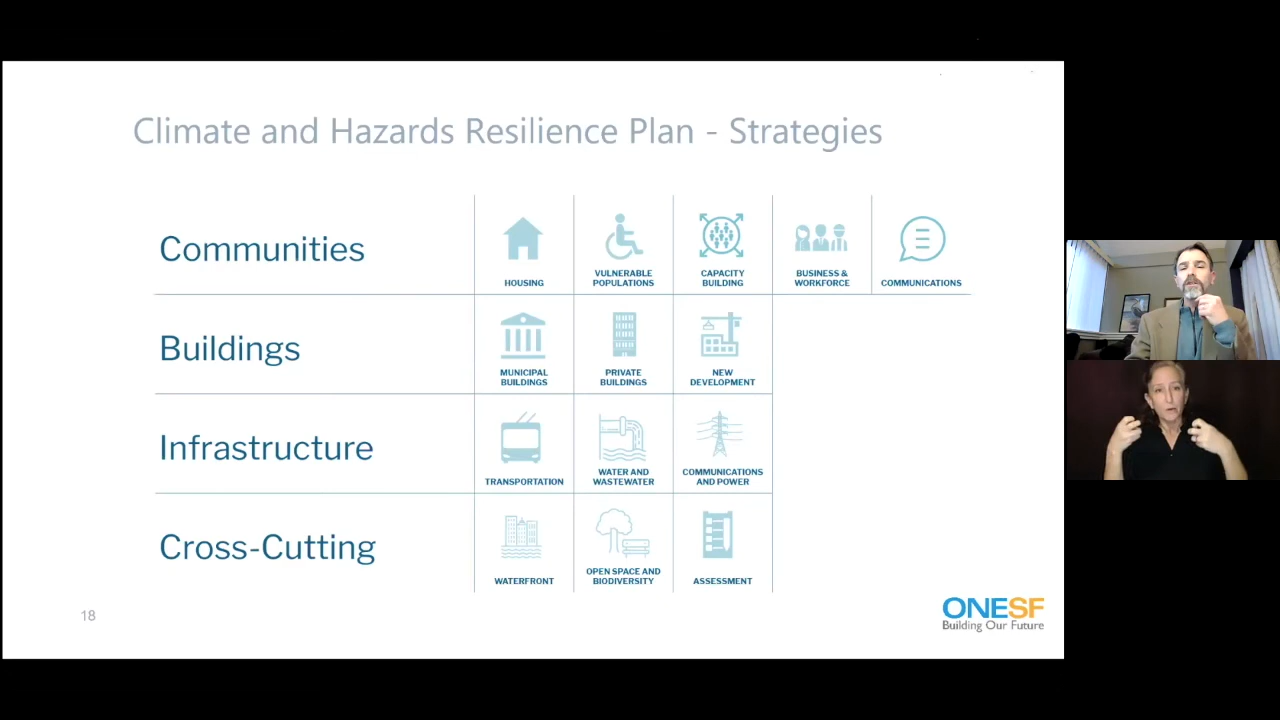 Climate and Hazards Resilience Plan - Strategies
Communities
HOUSING
VULNERABLE
POPULATIONS
CAPACITY
BUILDING
BUSINESS &
WORKFORCE
COMMUNICATIONS
Buildings
MUNICIPAL
BUILDINGS
PRIVATE
BUILDINGS
NEW
DEVELOPMENT
Infrastructure
TRANSPORTATION
WATER AND
WASTEWATER
COMMUNICATIONS
AND POWER
Cross-Cutting
WATERFRONT
OPEN SPACE AND
BIODIVERSITY
ASSESSMENT
18
ONESF
Building Our Future